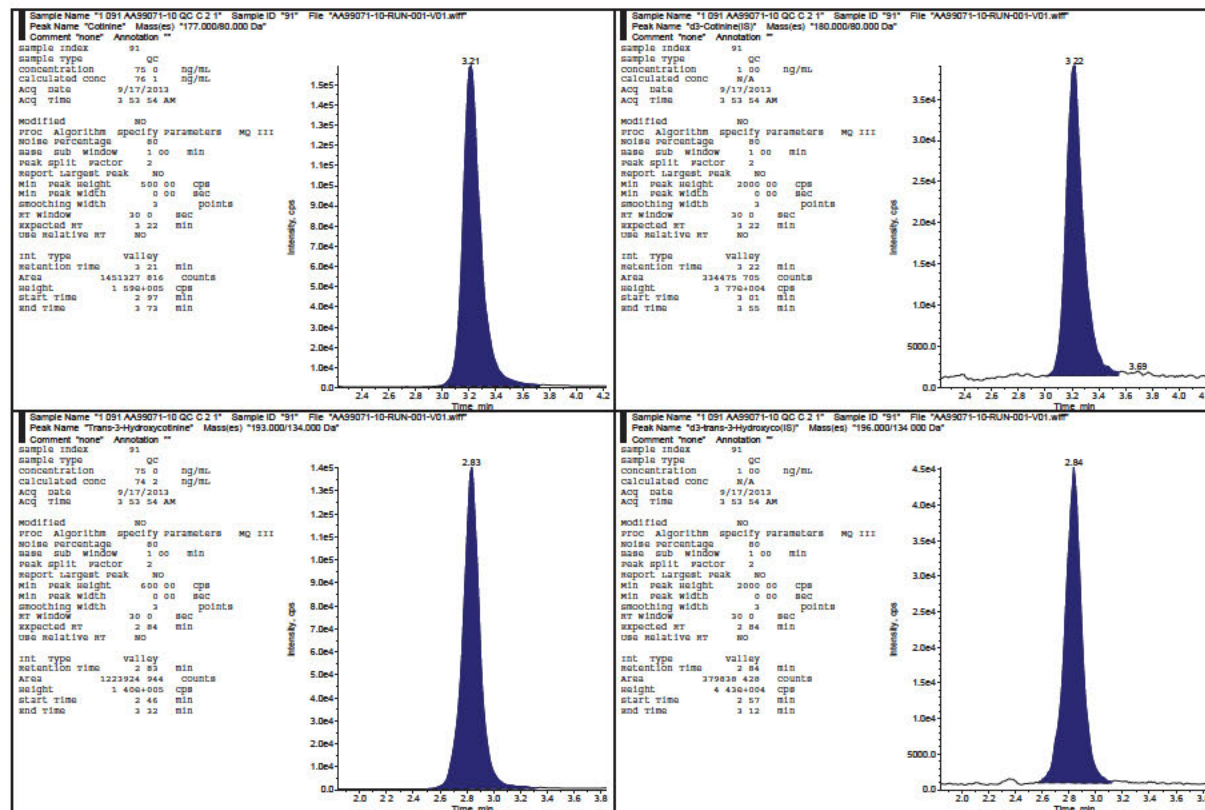 Sample Name "1 091 AA99071-10 QC C 2 1" Sample ID "91" File "AA99071-10-RUN-001-V01.wiff"
Peak Name "Cotinine" Mass(es) "177.000/80.000 Da"
Comment "none" Annotation ""
Sample Index 91
Sample Type QC
Concentration 75 0 ng/mL
Calculated Conc 76 1 ng/mL
Acq Date 9/17/2013
Acq Time 3 53 54 AM
Modified NO
Proc Algorithm Specify Parameters MQ III
Noise Percentage 80
Base Sub Window 1 00 min
Peak Split Factor 2
Report Largest Peak NO
Min Peak Height 500 00 cps
Min Peak Width 0 00 sec
Smoothing Width 3 points
RT Window 30 0 sec
Expected RT 3 22 min
Use Relative RT NO
Int Type Valley
Retention Time 3 21 min
Area 1451327 816 counts
Height 1 59e+005 cps
Start Time 2 97 min
End Time 3 73 min
3.21
Intensity, cps
1.5e5
1.4e5
1.3e5
1.2e5
1.1e5
1.0e5
9.0e4
8.0e4
7.0e4
6.0e4
5.0e4
4.0e4
3.0e4
2.0e4
1.0e4
0.0
2.4 2.6 2.8 3.0 3.2 3.4 3.6 3.8 4.0 4.2
Time, min
Sample Name "1 091 AA99071-10 QC C 2 1" Sample ID "91" File "AA99071-10-RUN-001-V01.wiff"
Peak Name "d3-Cotinine(IS)" Mass(es) "180.000/80.000 Da"
Comment "none" Annotation ""
Sample Index 91
Sample Type QC
Concentration 1 00 ng/mL
Calculated Conc N/A
Acq Date 9/17/2013
Acq Time 3 53 54 AM
Modified NO
Proc Algorithm Specify Parameters MQ III
Noise Percentage 80
Base Sub Window 1 00 min
Peak Split Factor 2
Report Largest Peak NO
Min Peak Height 2000 00 cps
Min Peak Width 0 00 sec
Smoothing Width 3 points
RT Window 30 0 sec
Expected RT 3 22 min
Use Relative RT NO
Int Type Valley
Retention Time 3 22 min
Area 334475 705 counts
Height 3 77e+004 cps
Start Time 3 01 min
End Time 3 55 min
3 22
3.69
Intensity, cps
3.5e4
3.0e4
2.5e4
2.0e4
1.5e4
1.0e4
5000.0
0.0
2.4 2.6 2.8 3.0 3.2 3.4 3.6 3.8 4.0
Time, min
Sample Name "1 091 AA99071-10 QC C 2 1" Sample ID "91" File "AA99071-10-RUN-001-V01.wiff"
Peak Name "Trans-3-Hydroxycotinine" Mass(es) "193.000/134.000 Da"
Comment "none" Annotation ""
Sample Index 91
Sample Type QC
Concentration 75 0 ng/mL
Calculated Conc 74 2 ng/mL
Acq Date 9/17/2013
Acq Time 3 53 54 AM
Modified NO
Proc Algorithm Specify Parameters MQ III
Noise Percentage 80
Base Sub Window 1 00 min
Peak Split Factor 2
Report Largest Peak NO
Min Peak Height 600 00 cps
Min Peak Width 0 00 sec
Smoothing Width 3 points
RT Window 30 0 sec
Expected RT 2 84 min
Use Relative RT NO
Int Type Valley
Retention Time 2 83 min
Area 1223924 944 counts
Height 1 40e+005 cps
Start Time 2 46 min
End Time 3 32 min
2.83
Intensity, cps
1.4e5
1.3e5
1.2e5
1.1e5
1.0e5
9.0e4
8.0e4
7.0e4
6.0e4
5.0e4
4.0e4
3.0e4
2.0e4
1.0e4
0.0
2.0 2.2 2.4 2.6 2.8 3.0 3.2 3.4 3.6 3.8
Time, min
Sample Name "1 091 AA99071-10 QC C 2 1" Sample ID "91" File "AA99071-10-RUN-001-V01.wiff"
Peak Name "d3-trans-3-Hydroxyco(IS)" Mass(es) "196.000/134 000 Da"
Comment "none" Annotation ""
Sample Index 91
Sample Type QC
Concentration 1 00 ng/mL
Calculated Conc N/A
Acq Date 9/17/2013
Acq Time 3 53 54 AM
Modified NO
Proc Algorithm Specify Parameters MQ III
Noise Percentage 80
Base Sub Window 1 00 min
Peak Split Factor 2
Report Largest Peak NO
Min Peak Height 2000 00 cps
Min Peak Width 0 00 sec
Smoothing Width 3 points
RT Window 30 0 sec
Expected RT 2 84 min
Use Relative RT NO
Int Type Valley
Retention Time 2 84 min
Area 379838 428 counts
Height 4 43e+004 cps
Start Time 2 57 min
End Time 3 12 min
2.84
Intensity, cps
4.5e4
4.0e4
3.5e4
3.0e4
2.5e4
2.0e4
1.5e4
1.0e4
5000.0
0.0
2.0 2.2 2.4 2.6 2.8 3.0 3.2 3.4 3.6
Time, min